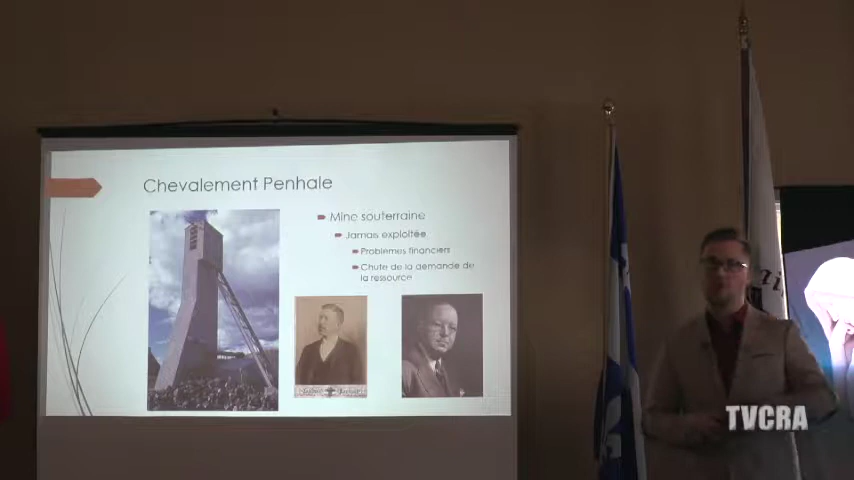 Chevalement Penhale
Mine souterraine
Jamais exploitée
Problèmes financiers
Chute de la demande de
la ressource
TVCRA